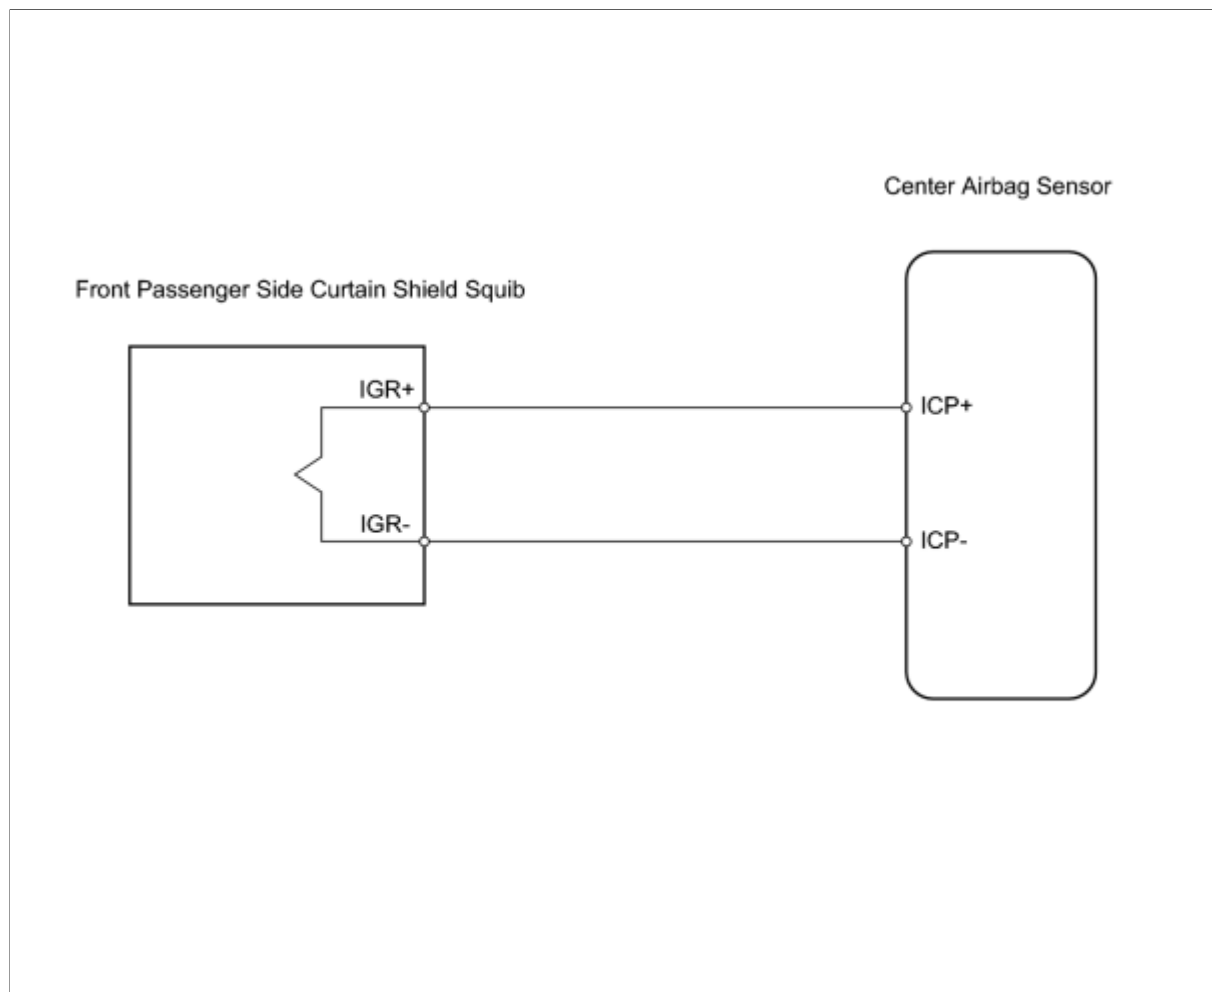 Center Airbag Sensor
Front Passenger Side Curtain Shield Squib
IGR+
ICP+
IGR-
ICP-